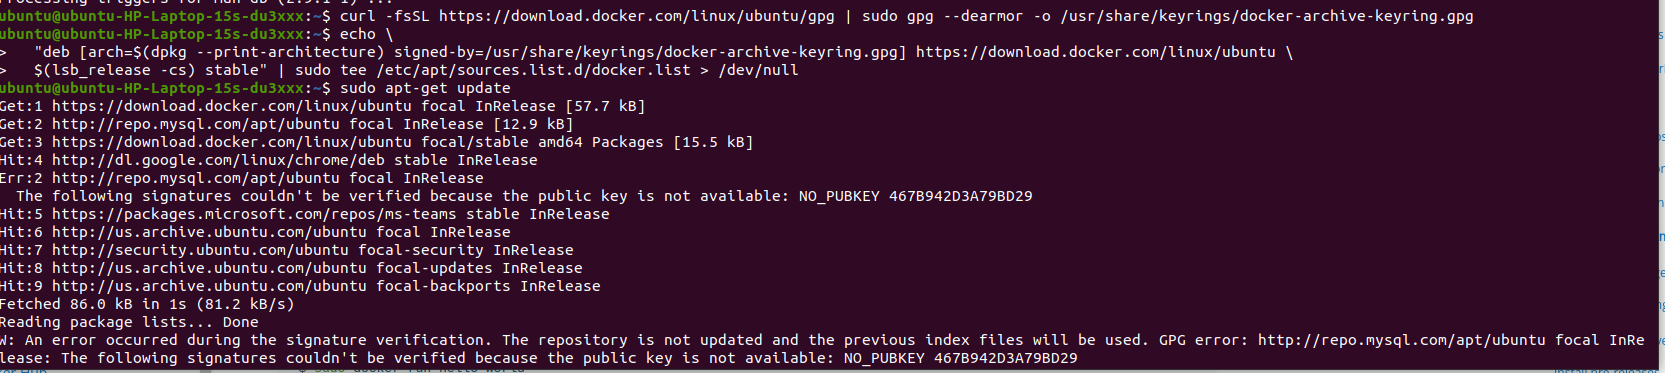 ubuntu@ubuntu-HP-Laptop-15s-du3xxx:~$ curl -fsSL https://download.docker.com/linux/ubuntu/gpg | sudo gpg --dearmor -o /usr/share/keyrings/docker-archive-keyring.gpg
ubuntu@ubuntu-HP-Laptop-15s-du3xxx:~$ echo \
>   "deb [arch=$(dpkg --print-architecture) signed-by=/usr/share/keyrings/docker-archive-keyring.gpg] https://download.docker.com/linux/ubuntu \
>   $(lsb_release -cs) stable" | sudo tee /etc/apt/sources.list.d/docker.list > /dev/null
ubuntu@ubuntu-HP-Laptop-15s-du3xxx:~$ sudo apt-get update
Get:1 https://download.docker.com/linux/ubuntu focal InRelease [57.7 kB]
Get:2 http://repo.mysql.com/apt/ubuntu focal InRelease [12.9 kB]
Get:3 https://download.docker.com/linux/ubuntu focal/stable amd64 Packages [15.5 kB]
Hit:4 http://dl.google.com/linux/chrome/deb stable InRelease
Err:2 http://repo.mysql.com/apt/ubuntu focal InRelease
  The following signatures couldn't be verified because the public key is not available: NO_PUBKEY 467B942D3A79BD29
Hit:5 https://packages.microsoft.com/repos/ms-teams stable InRelease
Hit:6 http://us.archive.ubuntu.com/ubuntu focal InRelease
Hit:7 http://security.ubuntu.com/ubuntu focal-security InRelease
Hit:8 http://us.archive.ubuntu.com/ubuntu focal-updates InRelease
Hit:9 http://us.archive.ubuntu.com/ubuntu focal-backports InRelease
Fetched 86.0 kB in 1s (81.2 kB/s)
Reading package lists... Done
W: An error occurred during the signature verification. The repository is not updated and the previous index files will be used. GPG error: http://repo.mysql.com/apt/ubuntu focal InRe
lease: The following signatures couldn't be verified because the public key is not available: NO_PUBKEY 467B942D3A79BD29